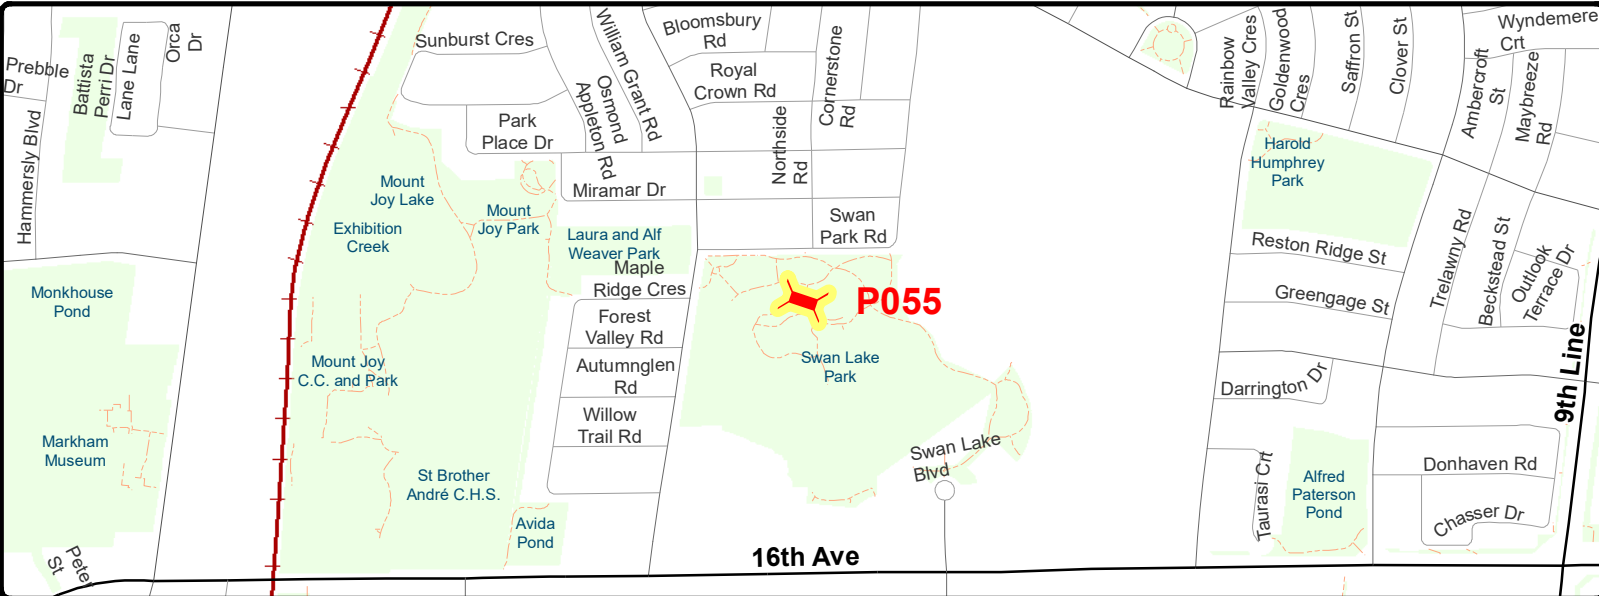 Prebble
Dr
Hammersly Blvd
Battista
Perri Dr
Lane Lane
Orca
Dr
Sunburst Cres
William Grant Rd
Osmond
Appleton Rd
Bloomsbury
Rd
Royal
Crown Rd
Cornerstone
Rd
Northside
Rd
Park
Place Dr
Miramar Dr
Swan
Park Rd
Mount
Joy Lake
Exhibition
Creek
Mount
Joy Park
Laura and Alf
Weaver Park
Maple
Ridge Cres
Forest
Valley Rd
Autumnglen
Rd
Willow
Trail Rd
Monkhouse
Pond
Mount Joy
C.C. and Park
Markham
Museum
St Brother
André C.H.S.
Avida
Pond
Peter
St
P055
Swan Lake
Park
Swan Lake
Blvd
16th Ave
Rainbow
Valley Cres
Goldenwood
Cres
Saffron St
Clover St
Wyndemere
Crt
Ambercroft
St
Maybreeze
Rd
Harold
Humphrey
Park
Reston Ridge St
Greengage St
Trelawny Rd
Beckstead St
Outlook
Terrace Dr
9th Line
Darrington Dr
Taurasi Crt
Alfred
Paterson
Pond
Donhaven Rd
Chasser Dr